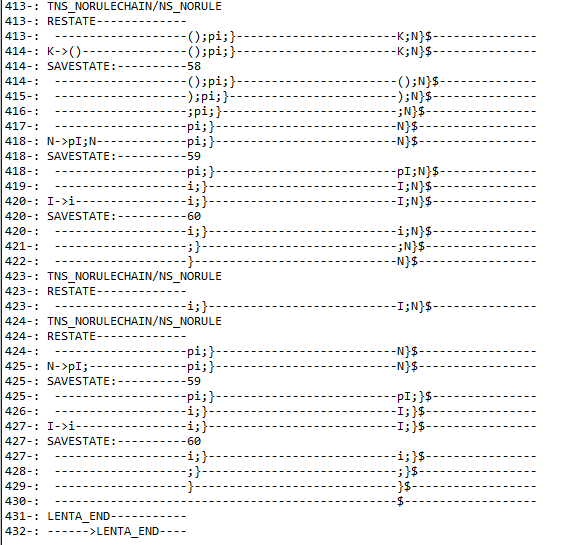 413-: TNS_NORULECHAIN/NS_NORULE
413-: RESTATE-------------
413-:  -------------------();pi;}-----------------------K;N}$---------------
414-: K->()---------------();pi;}-----------------------K;N}$---------------
414-: SAVESTATE:----------58
414-:  -------------------();pi;}-----------------------();N}$--------------
415-:  -------------------);pi;}------------------------);N}$---------------
416-:  -------------------;pi;}-------------------------;N}$----------------
417-:  -------------------pi;}--------------------------N}$-----------------
418-: N->pI;N-------------pi;}--------------------------N}$-----------------
418-: SAVESTATE:----------59
418-:  -------------------pi;}--------------------------pI;N}$--------------
419-:  -------------------i;}---------------------------I;N}$---------------
420-: I->i----------------i;}---------------------------I;N}$---------------
420-: SAVESTATE:----------60
420-:  -------------------i;}---------------------------i;N}$---------------
421-:  -------------------;}----------------------------;N}$----------------
422-:  -------------------}-----------------------------N}$-----------------
423-: TNS_NORULECHAIN/NS_NORULE
423-: RESTATE-------------
423-:  -------------------i;}---------------------------I;N}$---------------
424-: TNS_NORULECHAIN/NS_NORULE
424-: RESTATE-------------
424-:  -------------------pi;}--------------------------N}$-----------------
425-: N->pI;--------------pi;}--------------------------N}$-----------------
425-: SAVESTATE:----------59
425-:  -------------------pi;}--------------------------pI;}$---------------
426-:  -------------------i;}---------------------------I;}$----------------
427-: I->i----------------i;}---------------------------I;}$----------------
427-: SAVESTATE:----------60
427-:  -------------------i;}---------------------------i;}$----------------
428-:  -------------------;}----------------------------;}$-----------------
429-:  -------------------}-----------------------------}$------------------
430-:  -------------------------------------------------$-------------------
431-: LENTA_END-----------
432-: ------>LENTA_END----